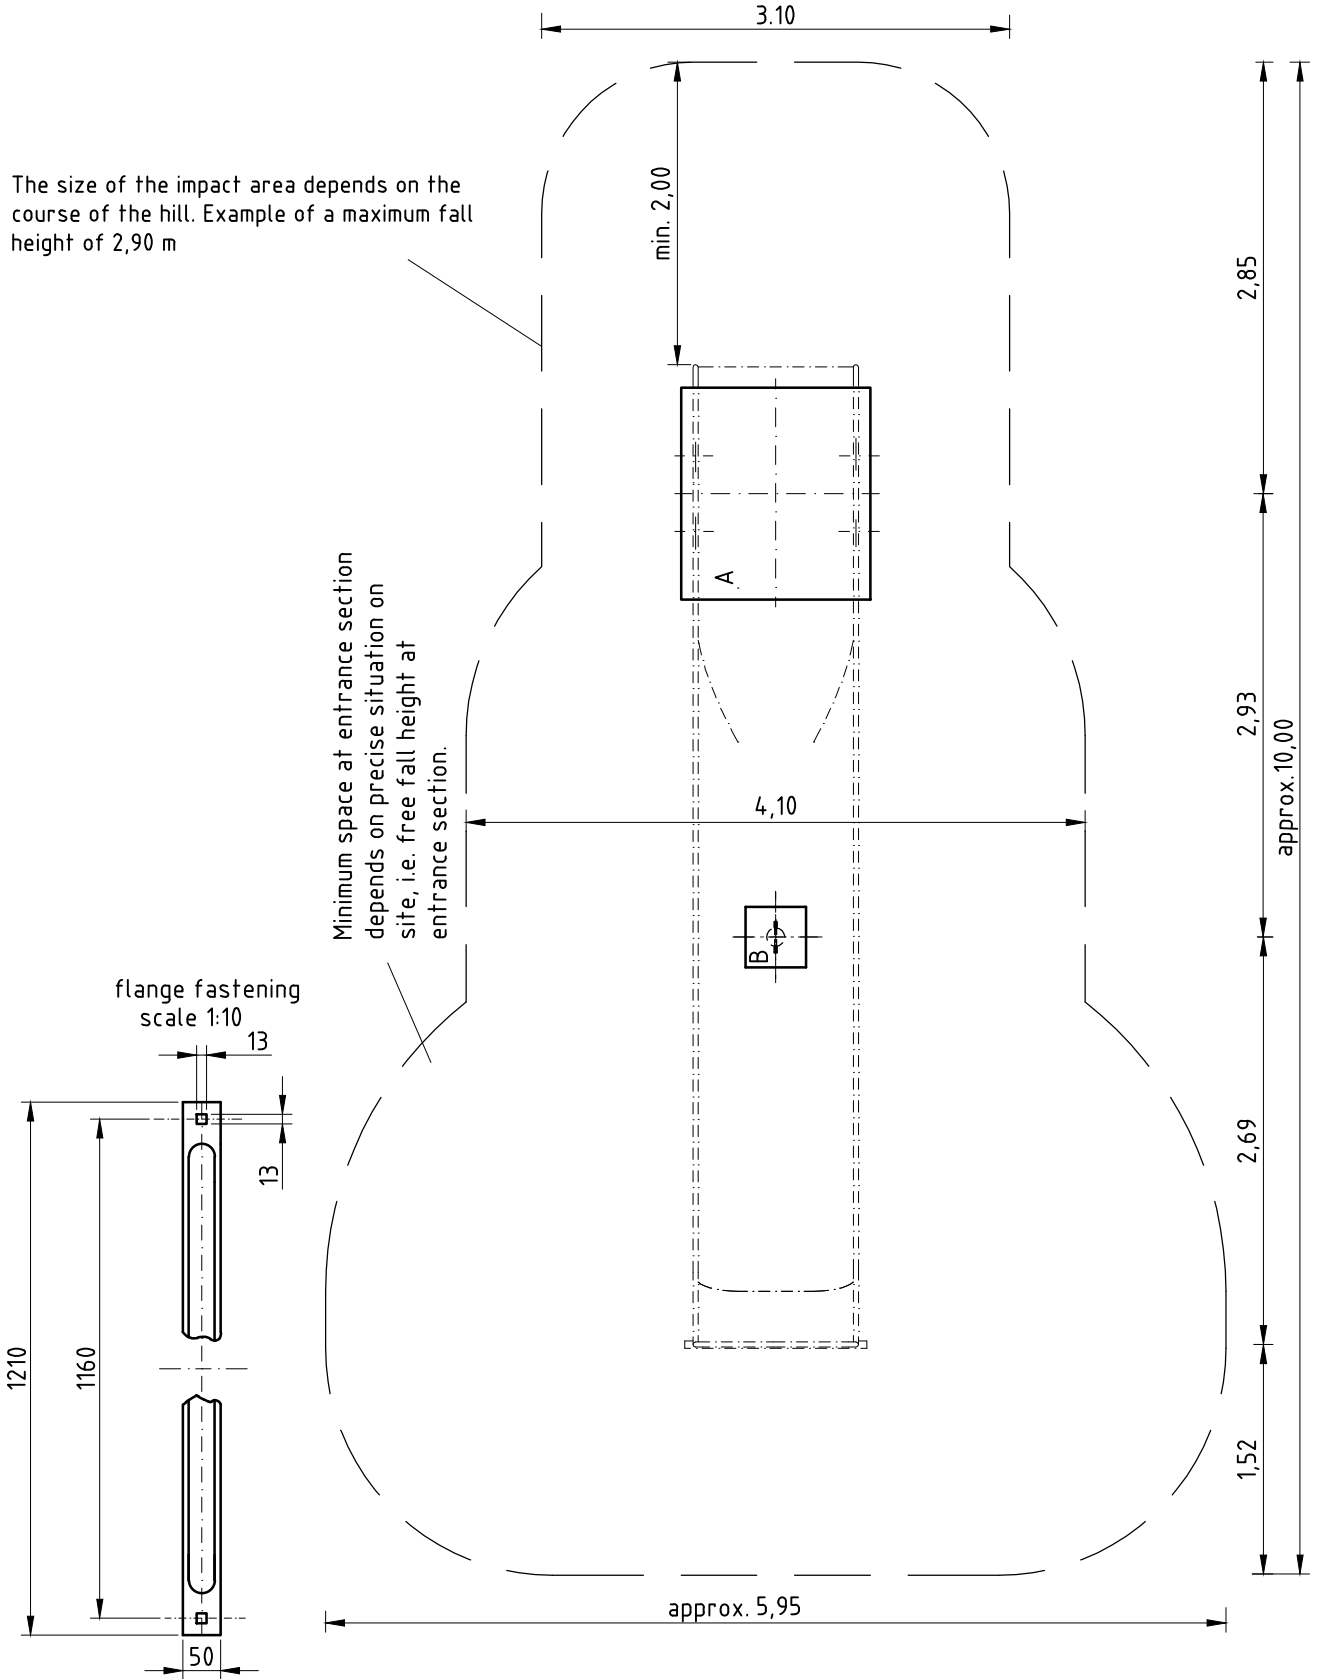 3.10
The size of the impact area depends on the
course of the hill. Example of a maximum fall
height of 2,90 m
min. 2,00
2,85
A
Minimum space at entrance section
depends on precise situation on
site, i.e. free fall height at
entrance section.
2,93
approx.10,00
4,10
B
flange fastening
scale 1:10
13
13
2,69
1210
1160
1,52
approx. 5,95
50